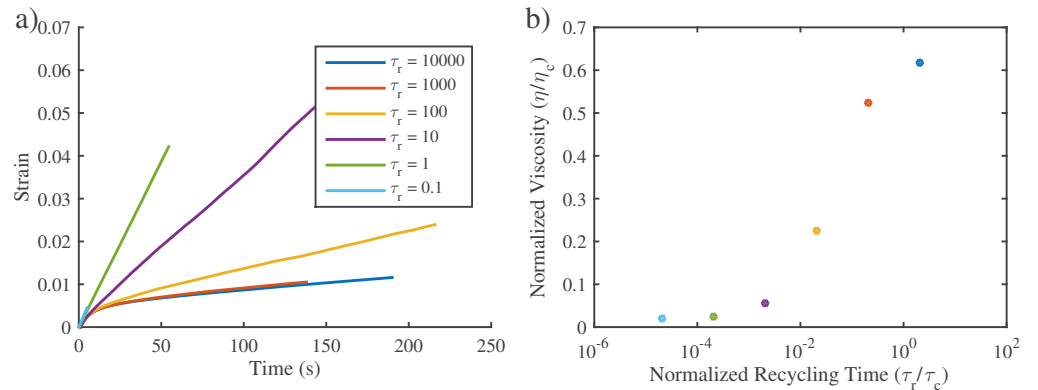 a)
0.07
0.06
0.05
0.04
0.03
0.02
0.01
0
Strain
0 50 100 150 200 250
Time (s)
τr = 10000
τr = 1000
τr = 100
τr = 10
τr = 1
τr = 0.1
b)
0.7
0.6
0.5
0.4
0.3
0.2
0.1
0
Normalized Viscosity (η/ηc)
10-6 10-4 10-2 100 102
Normalized Recycling Time (τr/τc)